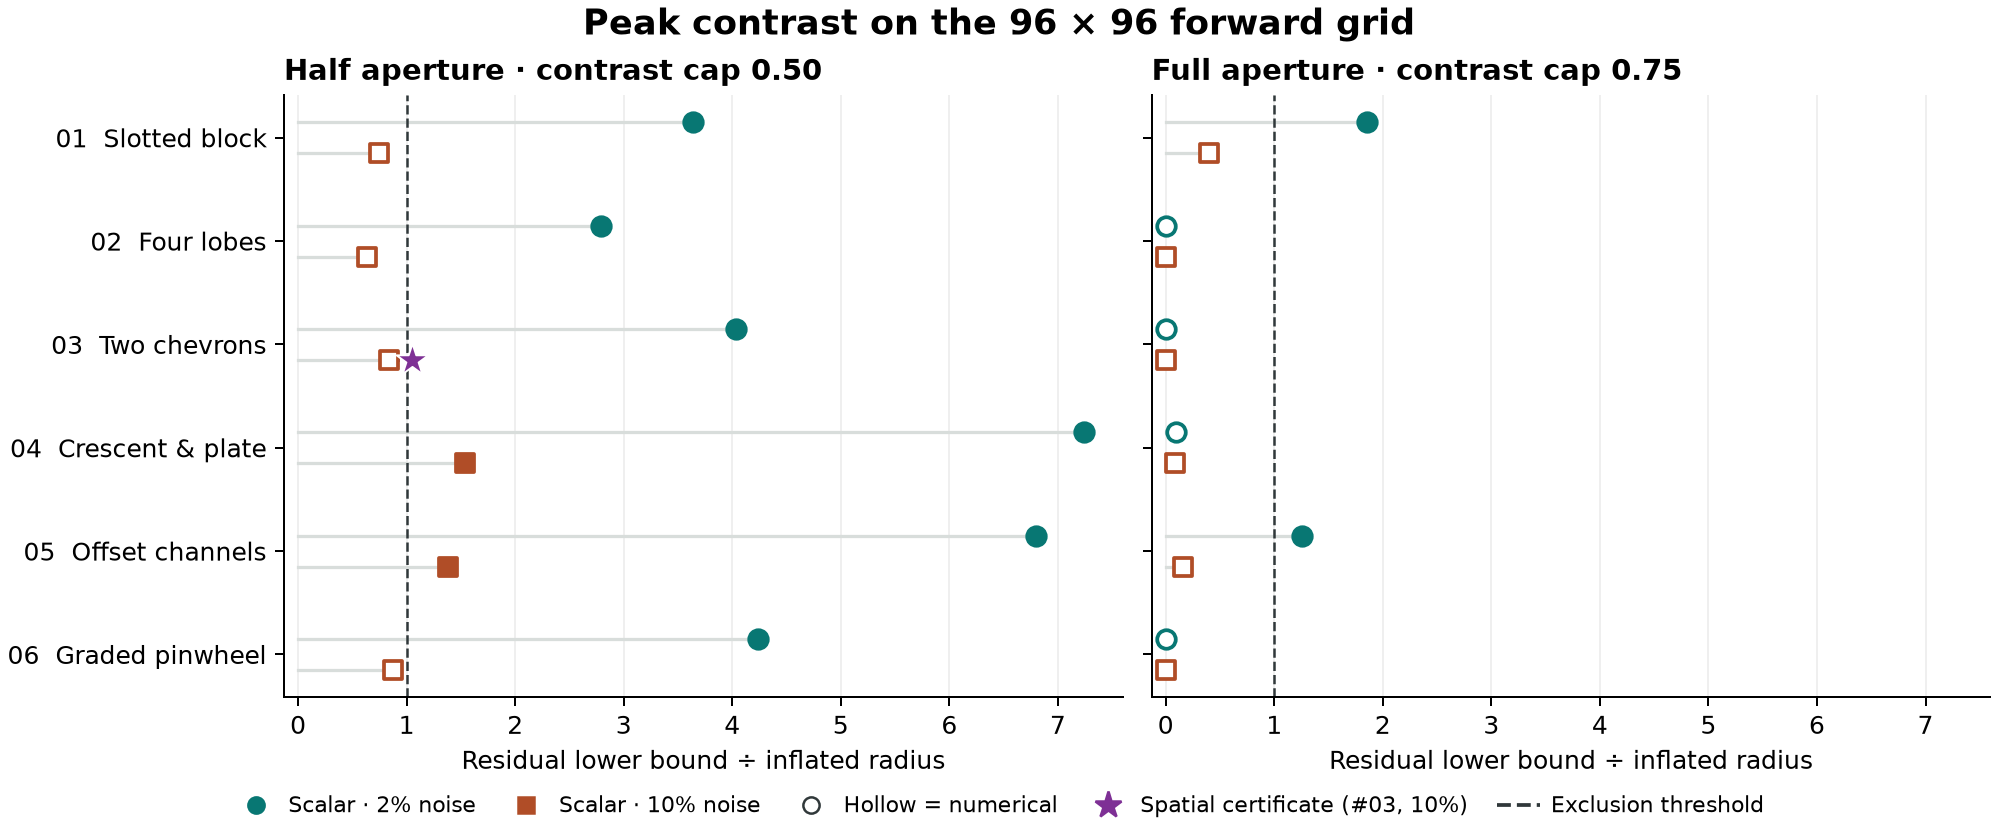 Peak contrast on the 96 × 96 forward grid
Half aperture · contrast cap 0.50
Full aperture · contrast cap 0.75
01 Slotted block
02 Four lobes
03 Two chevrons
04 Crescent & plate
05 Offset channels
06 Graded pinwheel
0 1 2 3 4 5 6 7
0 1 2 3 4 5 6 7
Residual lower bound ÷ inflated radius
Residual lower bound ÷ inflated radius
Scalar · 2% noise
Scalar · 10% noise
Hollow = numerical
Spatial certificate (#03, 10%)
Exclusion threshold